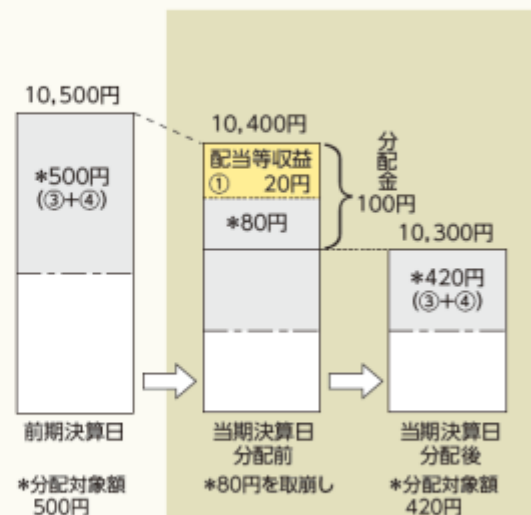 10,500円
*500円
(③+④)
前期決算日
*分配対象額
500円
10,400円
配当等収益
① 20円
*80円
分配金
100円
当期決算日
分配前
*80円を取崩し
10,300円
*420円
(③+④)
当期決算日
分配後
*分配対象額
420円